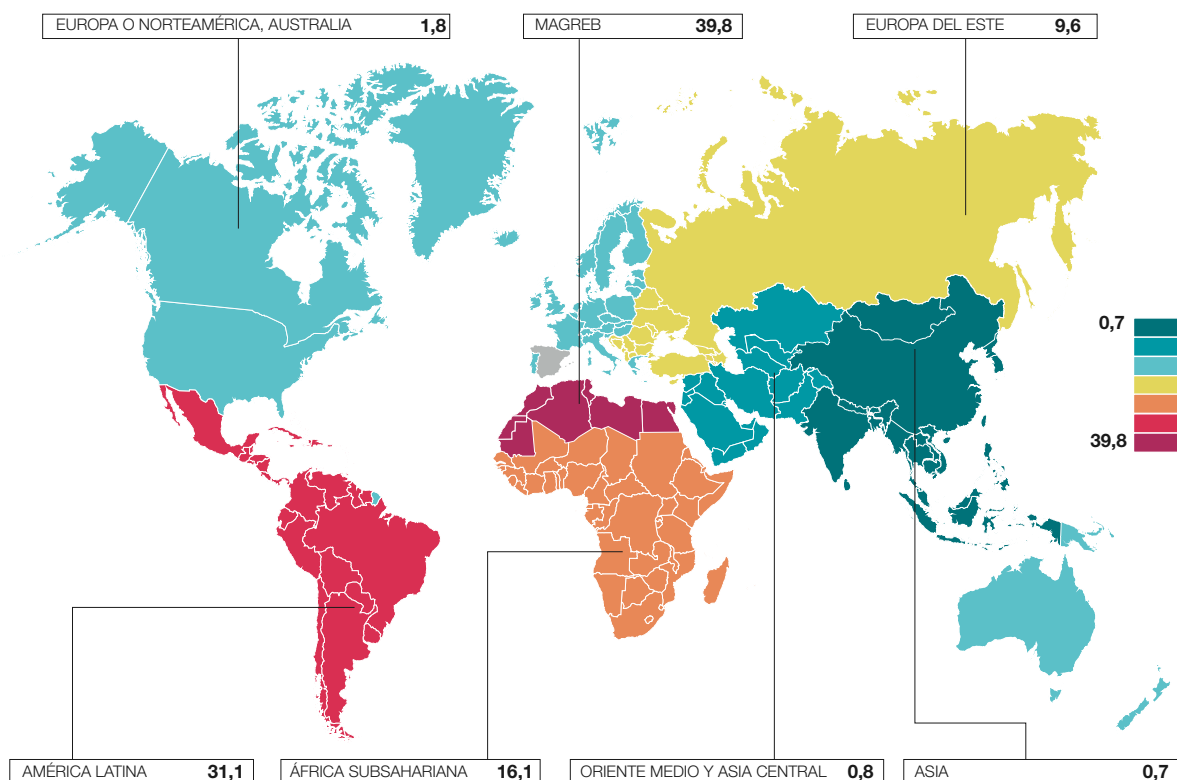 EUROPA O NORTEAMÉRICA, AUSTRALIA 1,8
MAGREB 39,8
EUROPA DEL ESTE 9,6
0,7
39,8
AMÉRICA LATINA 31,1
ÁFRICA SUBSAHARIANA 16,1
ORIENTE MEDIO Y ASIA CENTRAL 0,8
ASIA 0,7